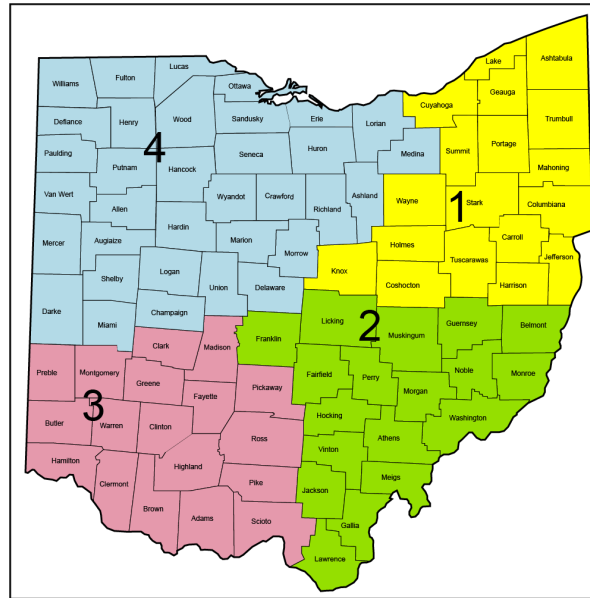 Lucas
Fulton
Williams
Lake
Ashtabula
Ottawa
Geauga
Cuyahoga
Defiance
Henry
Wood
Sandusky
Erie
Lorian
Trumbull
Summit
Portage
4
Paulding
Seneca
Huron
Medina
Putnam
Hancock
Mahoning
Van Wert
Wyandot
Crawford
Ashland
Wayne
1
Stark
Columbiana
Allen
Richland
Hardin
Carroll
Mercer
Augiaize
Marion
Holmes
Jefferson
Morrow
Tuscarawas
Logan
Knox
Shelby
Union
Delaware
Coshocton
Harrison
Darke
Champaign
Licking
Miami
2
Muskingum
Guernsey
Belmont
Franklin
Clark
Madison
Preble
Montgomery
Fairfield
Perry
Noble
Monroe
Greene
Pickaway
Morgan
Fayette
3
Hocking
Washington
Butler
Warren
Clinton
Ross
Athens
Vinton
Hamilton
Highland
Meigs
Clermont
Pike
Jackson
Brown
Adams
Scioto
Gallia
Lawrence